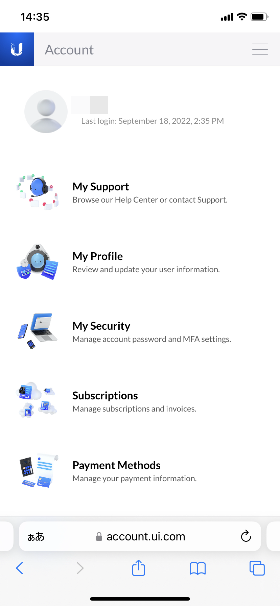 14:35
Account
Last login: September 18, 2022, 2:35 PM
My Support
Browse our Help Center or contact Support.
My Profile
Review and update your user information.
My Security
Manage account password and MFA settings.
Subscriptions
Manage subscriptions and invoices.
Payment Methods
Manage your payment information.
ぁあ account.ui.com